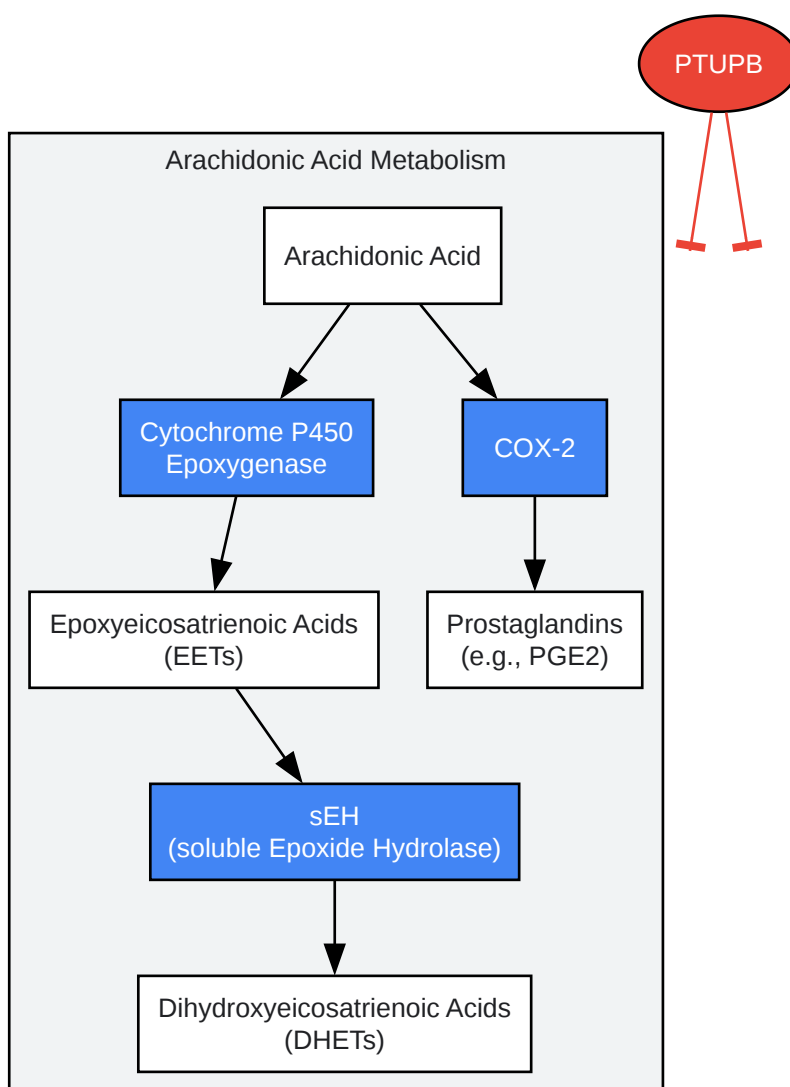 PTUPB
Arachidonic Acid Metabolism
Arachidonic Acid
Cytochrome P450
Epoxygenase
COX-2
Epoxyeicosatrienoic Acids
(EETs)
Prostaglandins
(e.g., PGE2)
sEH
(soluble Epoxide Hydrolase)
Dihydroxyeicosatrienoic Acids
(DHETs)